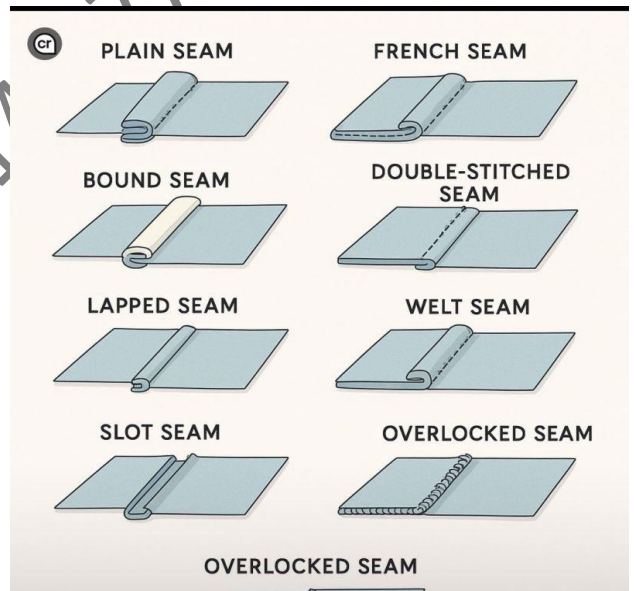 cr
PLAIN SEAM
FRENCH SEAM
BOUND SEAM
DOUBLE-STITCHED
SEAM
LAPPED SEAM
WELT SEAM
SLOT SEAM
OVERLOCKED SEAM
OVERLOCKED SEAM